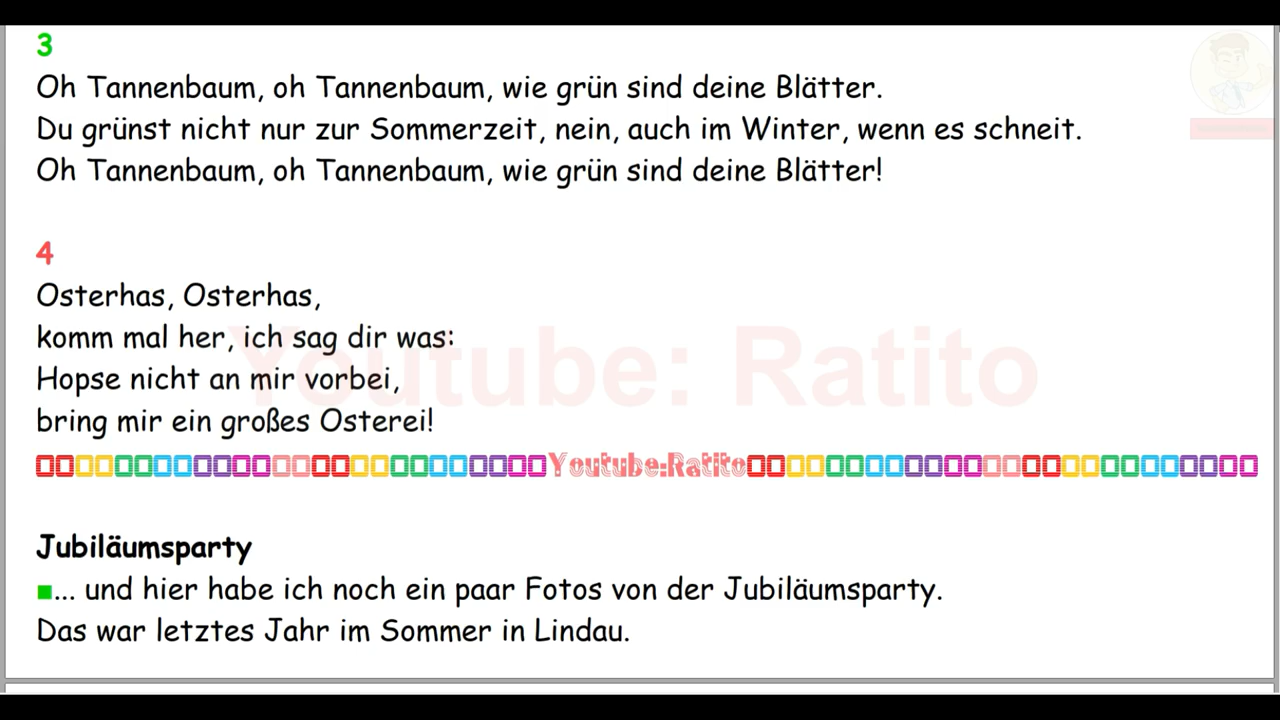 3
Oh Tannenbaum, oh Tannenbaum, wie grün sind deine Blätter.
Du grünst nicht nur zur Sommerzeit, nein, auch im Winter, wenn es schneit.
Oh Tannenbaum, oh Tannenbaum, wie grün sind deine Blätter!
4
Osterhas, Osterhas,
komm mal her, ich sag dir was:
Hopse nicht an mir vorbei,
bring mir ein großes Osterei!
Youtube: Ratito
Youtube:Ratito
Jubiläumsparty
... und hier habe ich noch ein paar Fotos von der Jubiläumsparty.
Das war letztes Jahr im Sommer in Lindau.